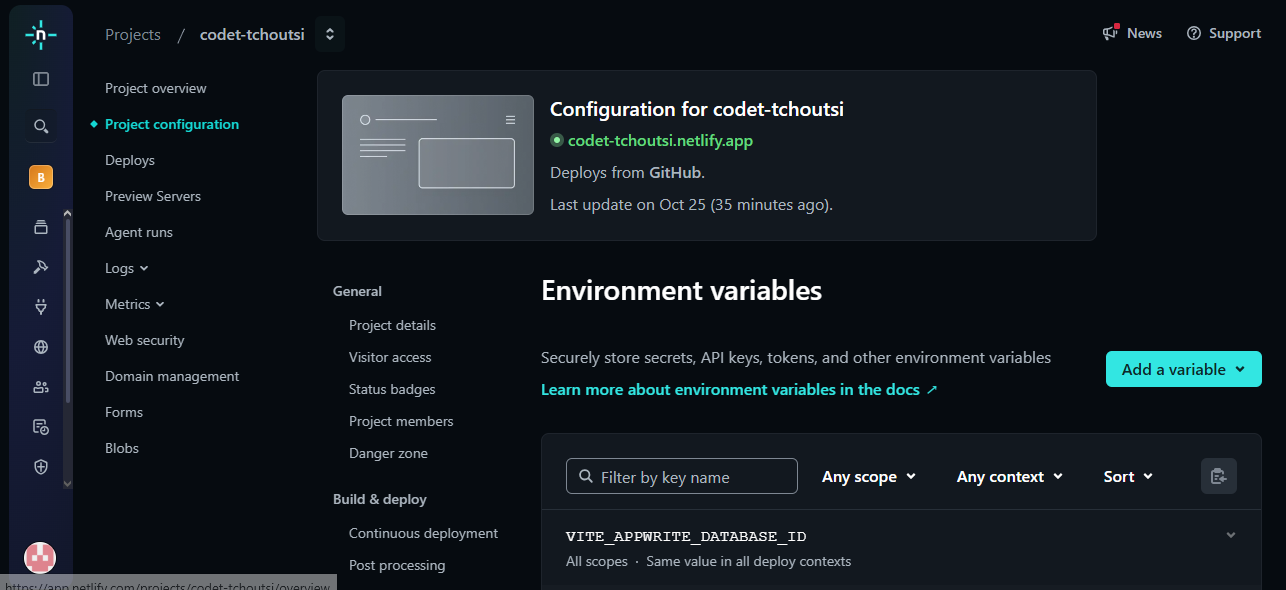 n
Projects / codet-tchoutsi
News
Support
B
Project overview
Project configuration
Deploys
Preview Servers
Agent runs
Logs
Metrics
Web security
Domain management
Forms
Blobs
Configuration for codet-tchoutsi
codet-tchoutsi.netlify.app
Deploys from GitHub.
Last update on Oct 25 (35 minutes ago).
General
Project details
Visitor access
Status badges
Project members
Danger zone
Build & deploy
Continuous deployment
Post processing
Environment variables
Securely store secrets, API keys, tokens, and other environment variables
Learn more about environment variables in the docs ↗
Add a variable
Filter by key name
Any scope
Any context
Sort
VITE_APPWRITE_DATABASE_ID
All scopes · Same value in all deploy contexts
https://app.netlify.com/projects/codet-tchoutsi/overview